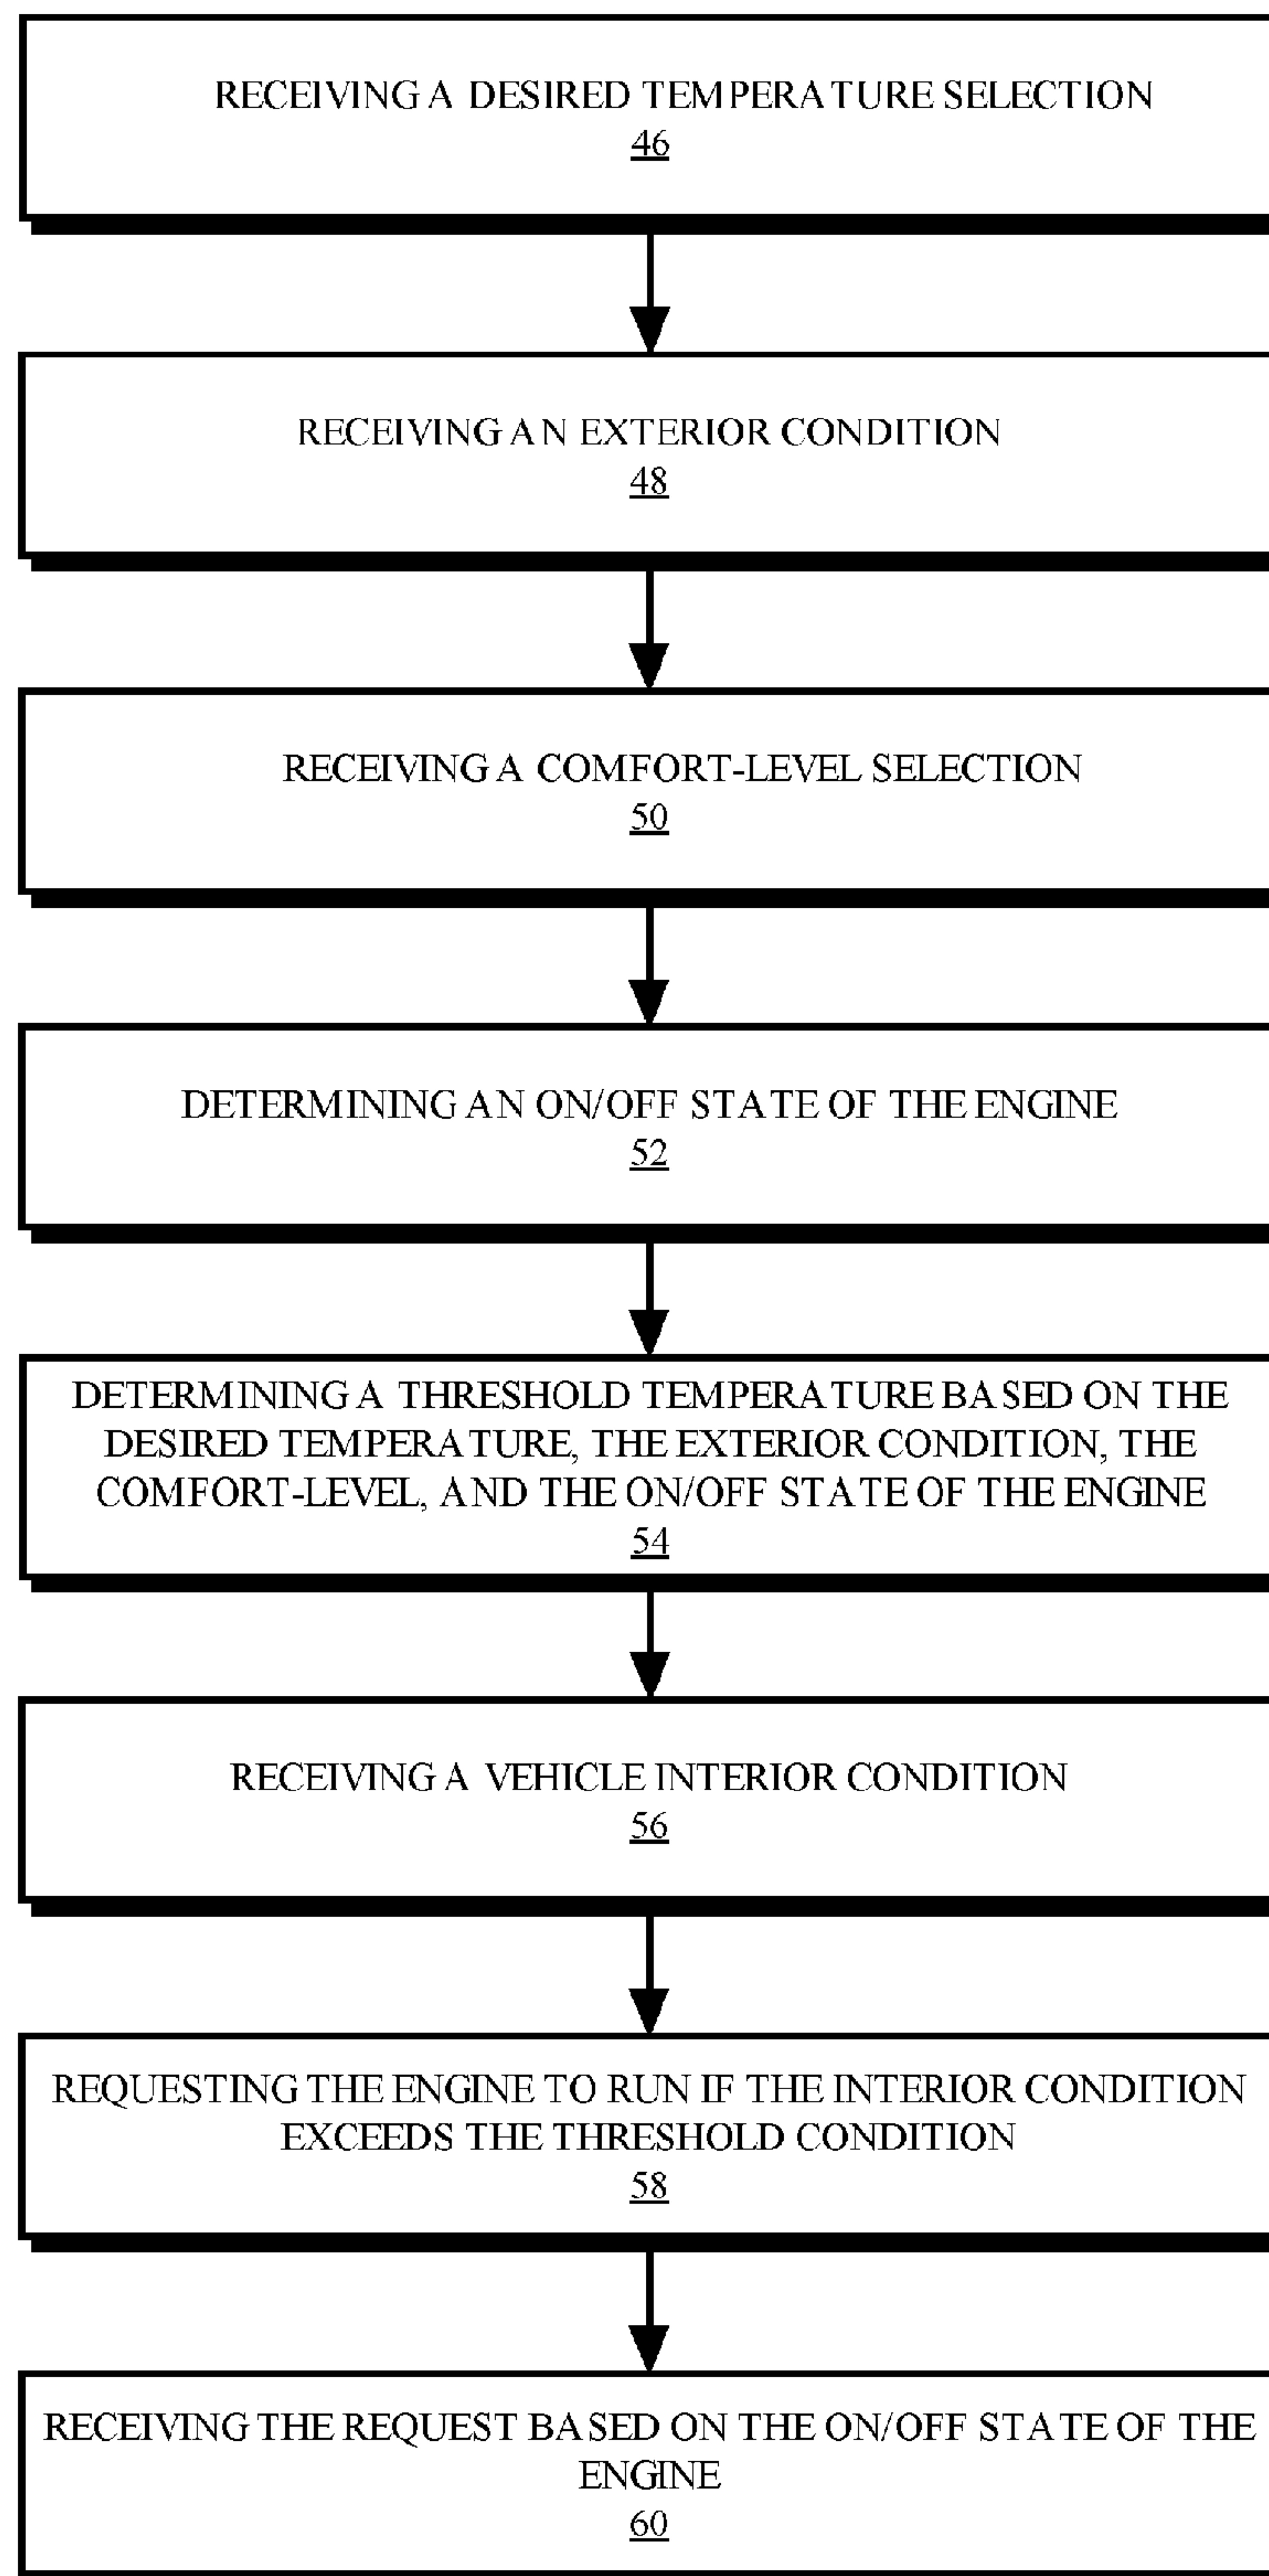 RECEIVING A DESIRED TEMPERATURE SELECTION
46
RECEIVING AN EXTERIOR CONDITION
48
RECEIVING A COMFORT-LEVEL SELECTION
50
DETERMINING AN ON/OFF STATE OF THE ENGINE
52
DETERMINING A THRESHOLD TEMPERATURE BASED ON THE
DESIRED TEMPERATURE, THE EXTERIOR CONDITION, THE
COMFORT-LEVEL, AND THE ON/OFF STATE OF THE ENGINE
54
RECEIVING A VEHICLE INTERIOR CONDITION
56
REQUESTING THE ENGINE TO RUN IF THE INTERIOR CONDITION
EXCEEDS THE THRESHOLD CONDITION
58
RECEIVING THE REQUEST BASED ON THE ON/OFF STATE OF THE
ENGINE
60